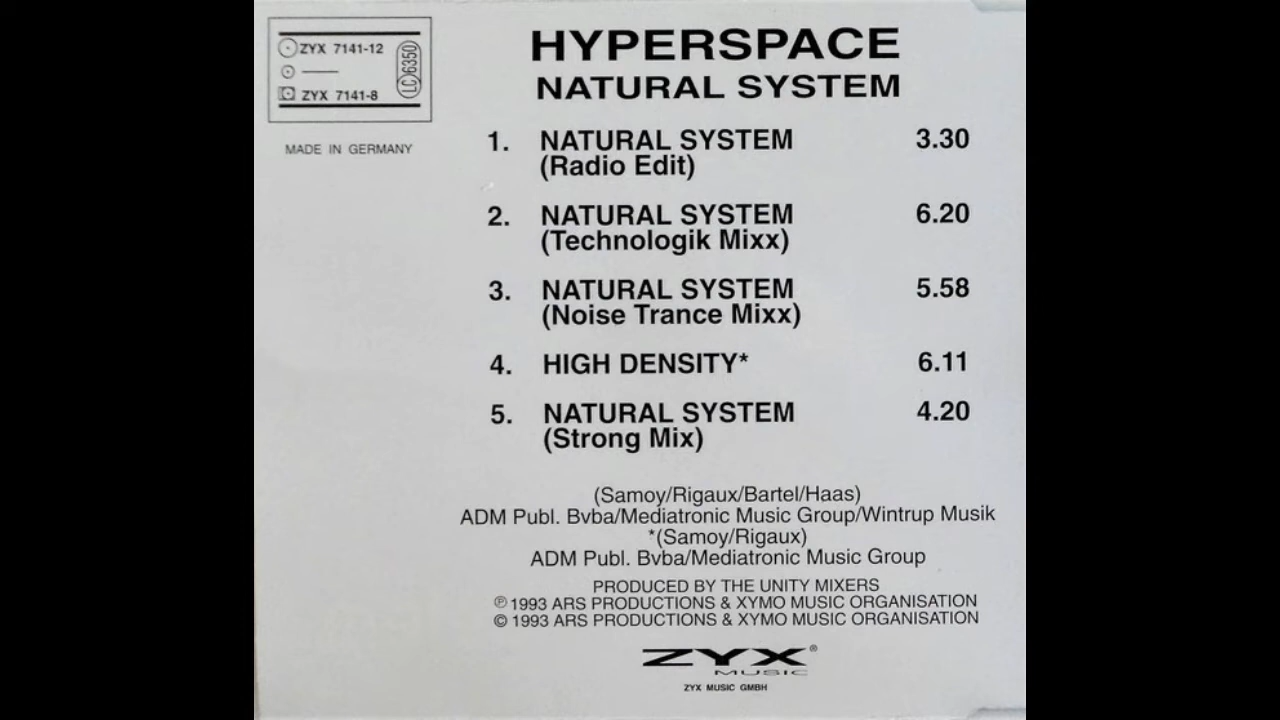 ZYX 7141-12
ZYX 7141-8
LC 6350
MADE IN GERMANY
HYPERSPACE
NATURAL SYSTEM
1. NATURAL SYSTEM 3.30
(Radio Edit)
2. NATURAL SYSTEM 6.20
(Technologik Mixx)
3. NATURAL SYSTEM 5.58
(Noise Trance Mixx)
4. HIGH DENSITY* 6.11
5. NATURAL SYSTEM 4.20
(Strong Mix)
(Samoy/Rigaux/Bartel/Haas)
ADM Publ. Bvba/Mediatronic Music Group/Wintrup Musik
*(Samoy/Rigaux)
ADM Publ. Bvba/Mediatronic Music Group
PRODUCED BY THE UNITY MIXERS
℗ 1993 ARS PRODUCTIONS & XYMO MUSIC ORGANISATION
© 1993 ARS PRODUCTIONS & XYMO MUSIC ORGANISATION
ZYX®
MUSIC
ZYX MUSIC GMBH